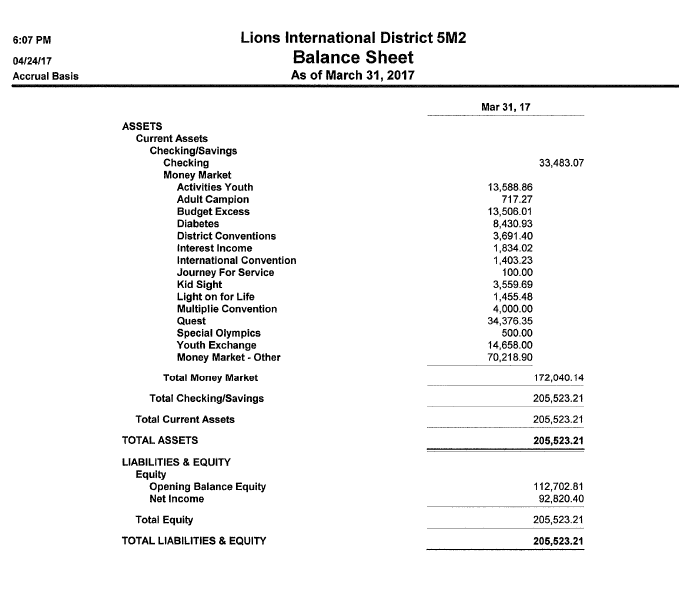 6:07 PM
04/24/17
Accrual Basis
Lions International District 5M2
Balance Sheet
As of March 31, 2017
Mar 31, 17
ASSETS
Current Assets
Checking/Savings
Checking 33,483.07
Money Market
Activities Youth 13,588.86
Adult Campion 717.27
Budget Excess 13,506.01
Diabetes 8,430.93
District Conventions 3,691.40
Interest Income 1,834.02
International Convention 1,403.23
Journey For Service 100.00
Kid Sight 3,559.69
Light on for Life 1,455.48
Multiplie Convention 4,000.00
Quest 34,376.35
Special Olympics 500.00
Youth Exchange 14,658.00
Money Market - Other 70,218.90
Total Money Market 172,040.14
Total Checking/Savings 205,523.21
Total Current Assets 205,523.21
TOTAL ASSETS 205,523.21
LIABILITIES & EQUITY
Equity
Opening Balance Equity 112,702.81
Net Income 92,820.40
Total Equity 205,523.21
TOTAL LIABILITIES & EQUITY 205,523.21